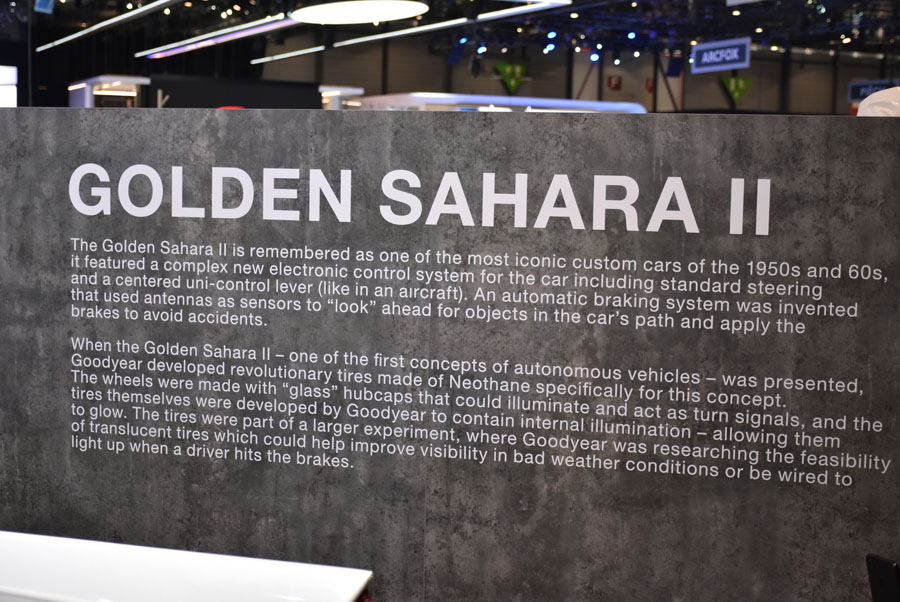 ARCFOX
GOLDEN SAHARA II
The Golden Sahara II is remembered as one of the most iconic custom cars of the 1950s and 60s,
it featured a complex new electronic control system for the car including standard steering
and a centered uni-control lever (like in an aircraft). An automatic braking system was invented
that used antennas as sensors to “look” ahead for objects in the car’s path and apply the
brakes to avoid accidents.
When the Golden Sahara II – one of the first concepts of autonomous vehicles – was presented,
Goodyear developed revolutionary tires made of Neothane specifically for this concept.
The wheels were made with “glass” hubcaps that could illuminate and act as turn signals, and the
tires themselves were developed by Goodyear to contain internal illumination – allowing them
to glow. The tires were part of a larger experiment, where Goodyear was researching the feasibility
of translucent tires which could help improve visibility in bad weather conditions or be wired to
light up when a driver hits the brakes.